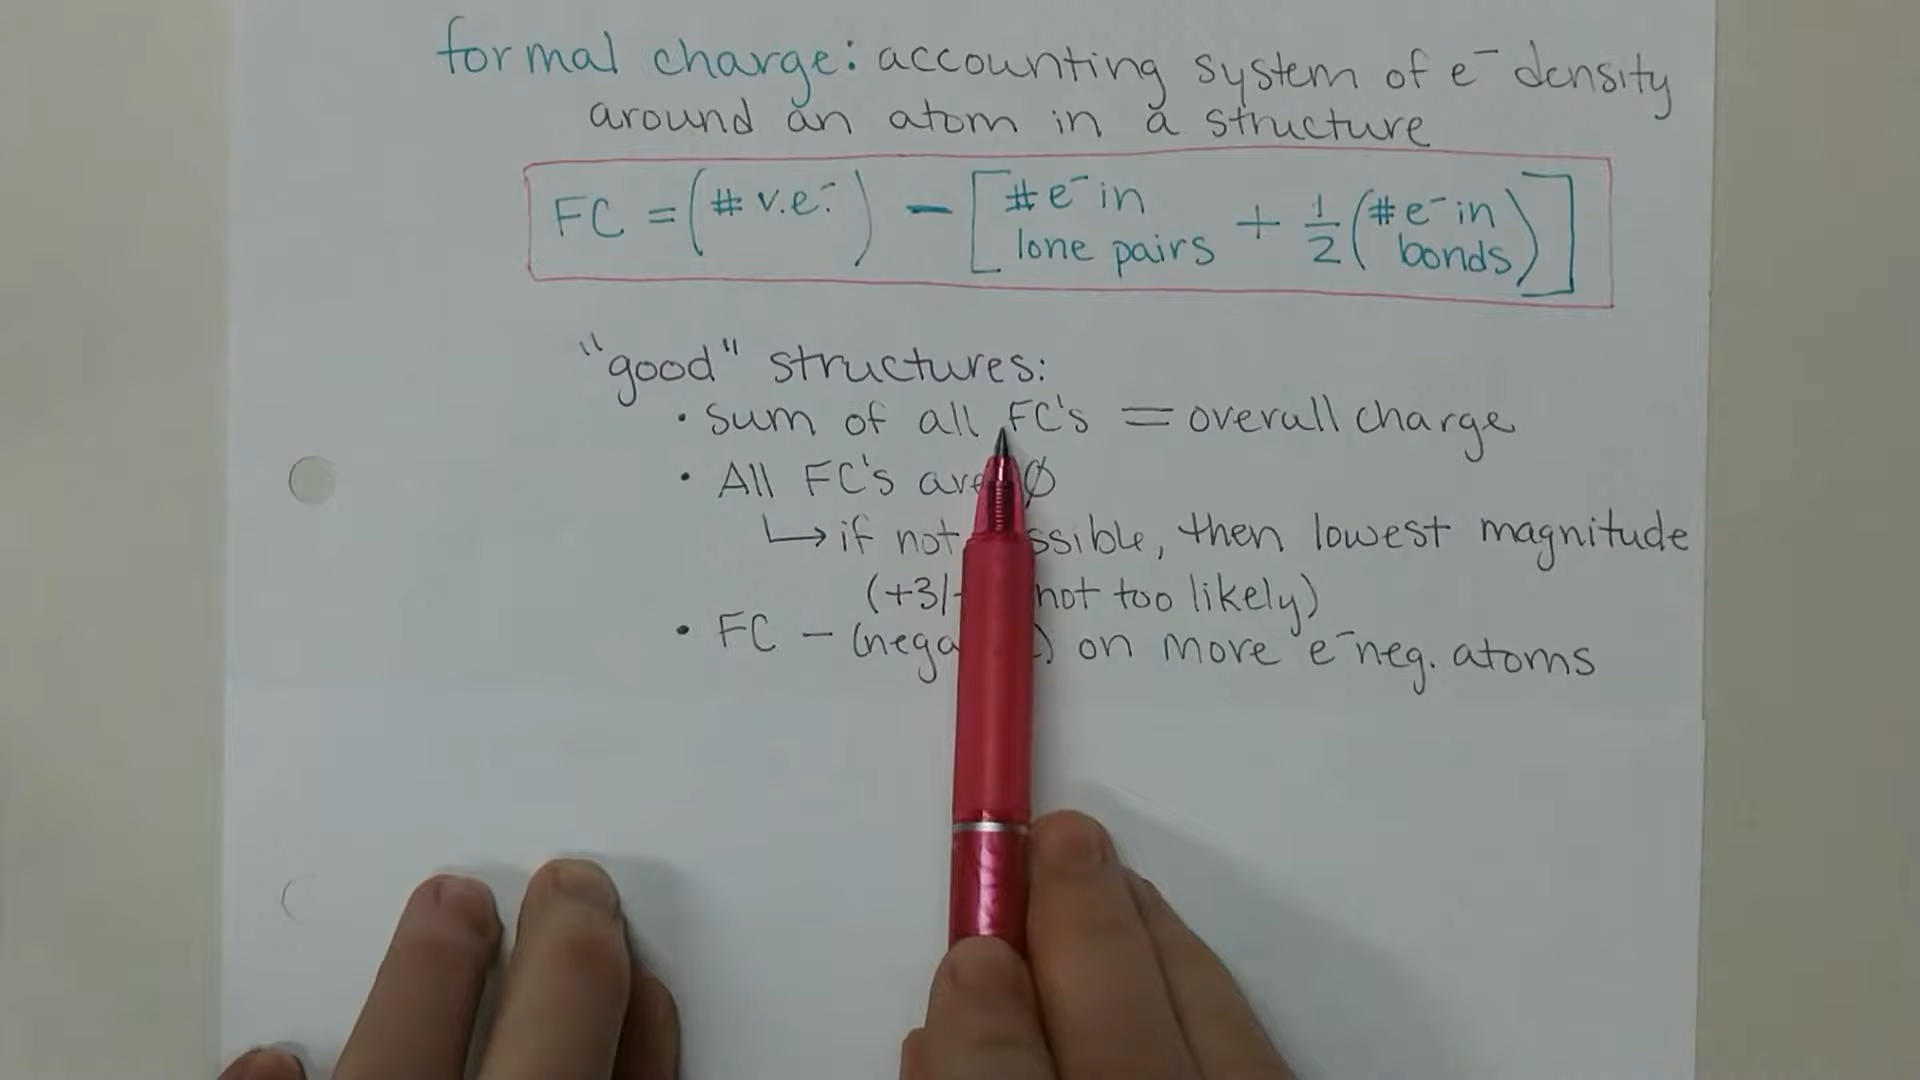 formal charge: accounting system of e⁻ density
around an atom in a structure
FC = (# v.e⁻) − [# e⁻ in lone pairs + 1/2 (# e⁻ in bonds)]
"good" structures:
• sum of all FC's = overall charge
• All FC's are ∅
↳ if not possible, then lowest magnitude
(+3/- not too likely)
• FC − (negative) on more e⁻neg. atoms